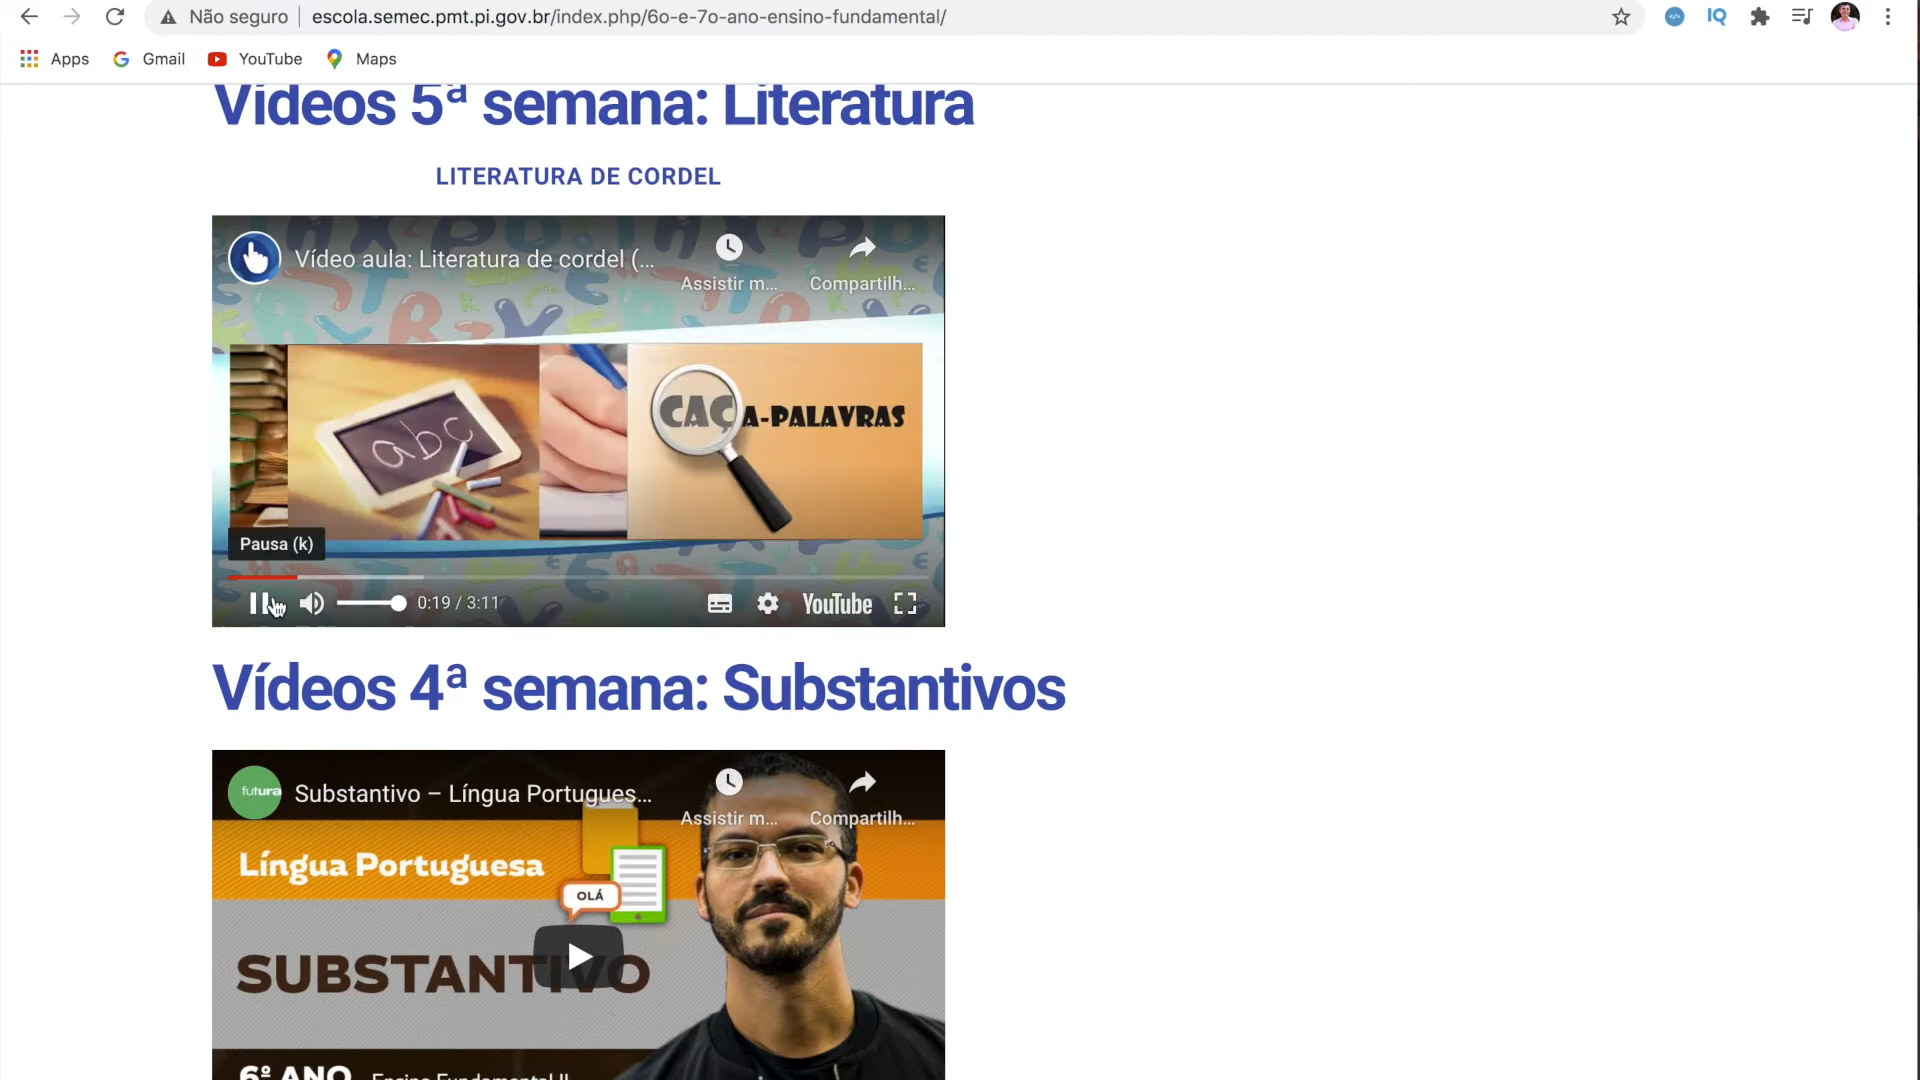 Não seguro
escola.semec.pmt.pi.gov.br/index.php/6o-e-7o-ano-ensino-fundamental/
IQ
Apps
Gmail
YouTube
Maps
Vídeos 5ª semana: Literatura
LITERATURA DE CORDEL
Vídeo aula: Literatura de cordel (...
Assistir m...
Compartilh...
abc
CAÇA-PALAVRAS
Pausa (k)
0:19 / 3:11
YouTube
Vídeos 4ª semana: Substantivos
futura
Substantivo – Língua Portugues...
Assistir m...
Compartilh...
Língua Portuguesa
OLÁ
SUBSTANTIVO
6º ANO Ensino Fundamental II